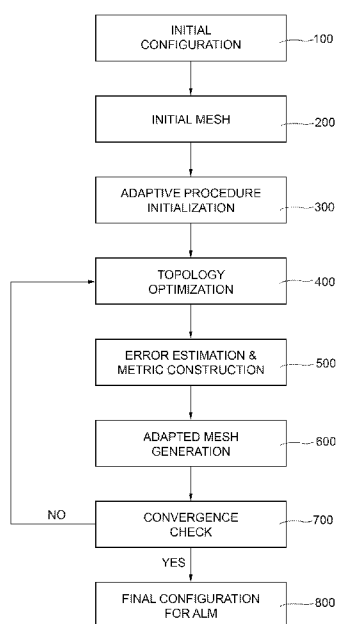 INITIAL
CONFIGURATION
100
INITIAL MESH
200
ADAPTIVE PROCEDURE
INITIALIZATION
300
TOPOLOGY
OPTIMIZATION
400
ERROR ESTIMATION &
METRIC CONSTRUCTION
500
ADAPTED MESH
GENERATION
600
CONVERGENCE
CHECK
700
NO
YES
FINAL CONFIGURATION
FOR ALM
800